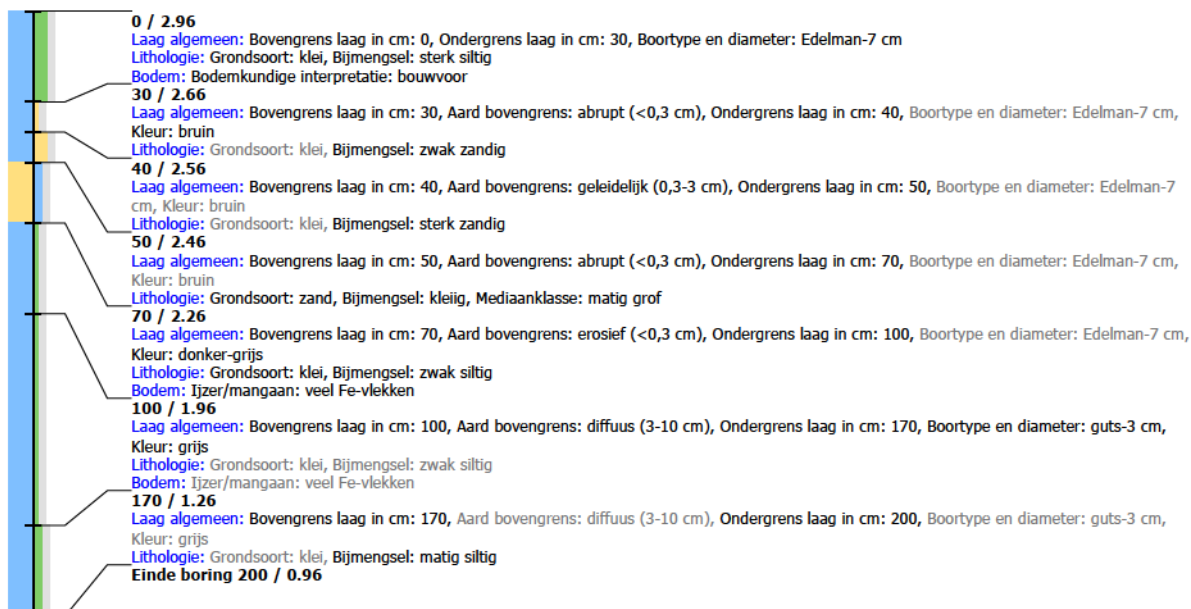 0 / 2.96
Laag algemeen: Bovengrens laag in cm: 0, Ondergrens laag in cm: 30, Boortype en diameter: Edelman-7 cm
Lithologie: Grondsoort: klei, Bijmengsel: sterk siltig
Bodem: Bodemkundige interpretatie: bouwvoor
30 / 2.66
Laag algemeen: Bovengrens laag in cm: 30, Aard bovengrens: abrupt (<0,3 cm), Ondergrens laag in cm: 40, Boortype en diameter: Edelman-7 cm,
Kleur: bruin
Lithologie: Grondsoort: klei, Bijmengsel: zwak zandig
40 / 2.56
Laag algemeen: Bovengrens laag in cm: 40, Aard bovengrens: geleidelijk (0,3-3 cm), Ondergrens laag in cm: 50, Boortype en diameter: Edelman-7
cm, Kleur: bruin
Lithologie: Grondsoort: klei, Bijmengsel: sterk zandig
50 / 2.46
Laag algemeen: Bovengrens laag in cm: 50, Aard bovengrens: abrupt (<0,3 cm), Ondergrens laag in cm: 70, Boortype en diameter: Edelman-7 cm,
Kleur: bruin
Lithologie: Grondsoort: zand, Bijmengsel: kleiig, Mediaanklasse: matig grof
70 / 2.26
Laag algemeen: Bovengrens laag in cm: 70, Aard bovengrens: erosief (<0,3 cm), Ondergrens laag in cm: 100, Boortype en diameter: Edelman-7 cm,
Kleur: donker-grijs
Lithologie: Grondsoort: klei, Bijmengsel: zwak siltig
Bodem: Ijzer/mangaan: veel Fe-vlekken
100 / 1.96
Laag algemeen: Bovengrens laag in cm: 100, Aard bovengrens: diffuus (3-10 cm), Ondergrens laag in cm: 170, Boortype en diameter: guts-3 cm,
Kleur: grijs
Lithologie: Grondsoort: klei, Bijmengsel: zwak siltig
Bodem: Ijzer/mangaan: veel Fe-vlekken
170 / 1.26
Laag algemeen: Bovengrens laag in cm: 170, Aard bovengrens: diffuus (3-10 cm), Ondergrens laag in cm: 200, Boortype en diameter: guts-3 cm,
Kleur: grijs
Lithologie: Grondsoort: klei, Bijmengsel: matig siltig
Einde boring 200 / 0.96